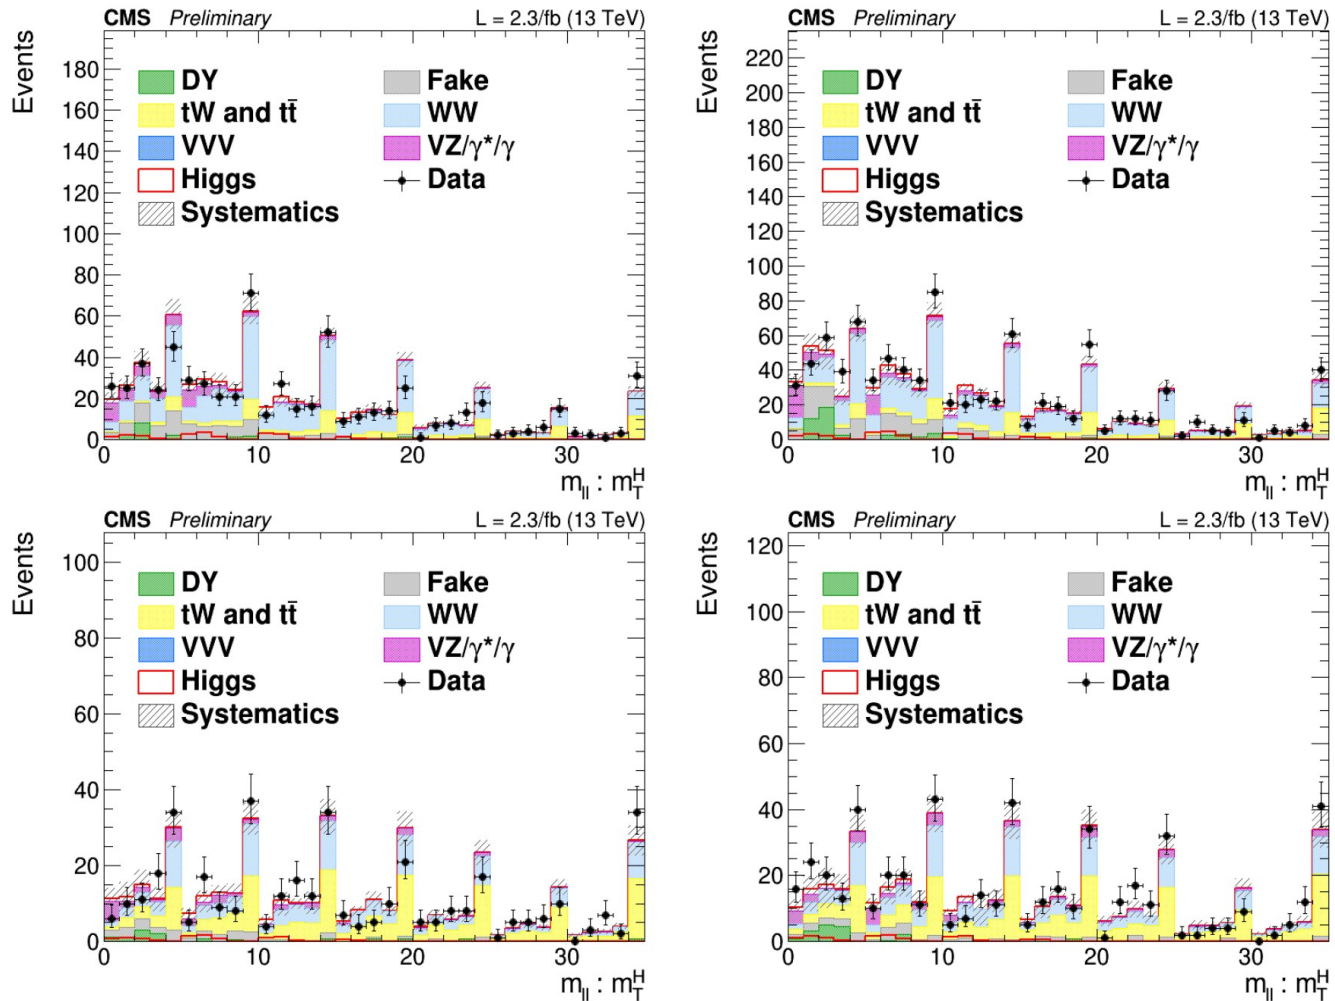 CMS Preliminary L = 2.3/fb (13 TeV)
Events
180
160
140
120
100
80
60
40
20
0
DY Fake
tW and tt̄ WW
VVV VZ/γ*/γ
Higgs Data
Systematics
0 10 20 30
m_ll : m_T^H
CMS Preliminary L = 2.3/fb (13 TeV)
Events
220
200
180
160
140
120
100
80
60
40
20
0
DY Fake
tW and tt̄ WW
VVV VZ/γ*/γ
Higgs Data
Systematics
0 10 20 30
m_ll : m_T^H
CMS Preliminary L = 2.3/fb (13 TeV)
Events
100
80
60
40
20
0
DY Fake
tW and tt̄ WW
VVV VZ/γ*/γ
Higgs Data
Systematics
0 10 20 30
m_ll : m_T^H
CMS Preliminary L = 2.3/fb (13 TeV)
Events
120
100
80
60
40
20
0
DY Fake
tW and tt̄ WW
VVV VZ/γ*/γ
Higgs Data
Systematics
0 10 20 30
m_ll : m_T^H